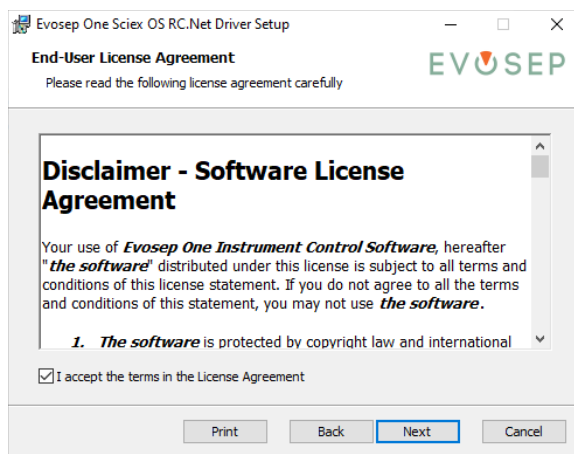 Evosep One Sciex OS RC.Net Driver Setup
End-User License Agreement
Please read the following license agreement carefully
EVOSEP
Disclaimer - Software License
Agreement
Your use of Evosep One Instrument Control Software, hereafter
"the software" distributed under this license is subject to all terms and
conditions of this license statement. If you do not agree to all the terms
and conditions of this statement, you may not use the software.
1. The software is protected by copyright law and international
I accept the terms in the License Agreement
Print Back Next Cancel